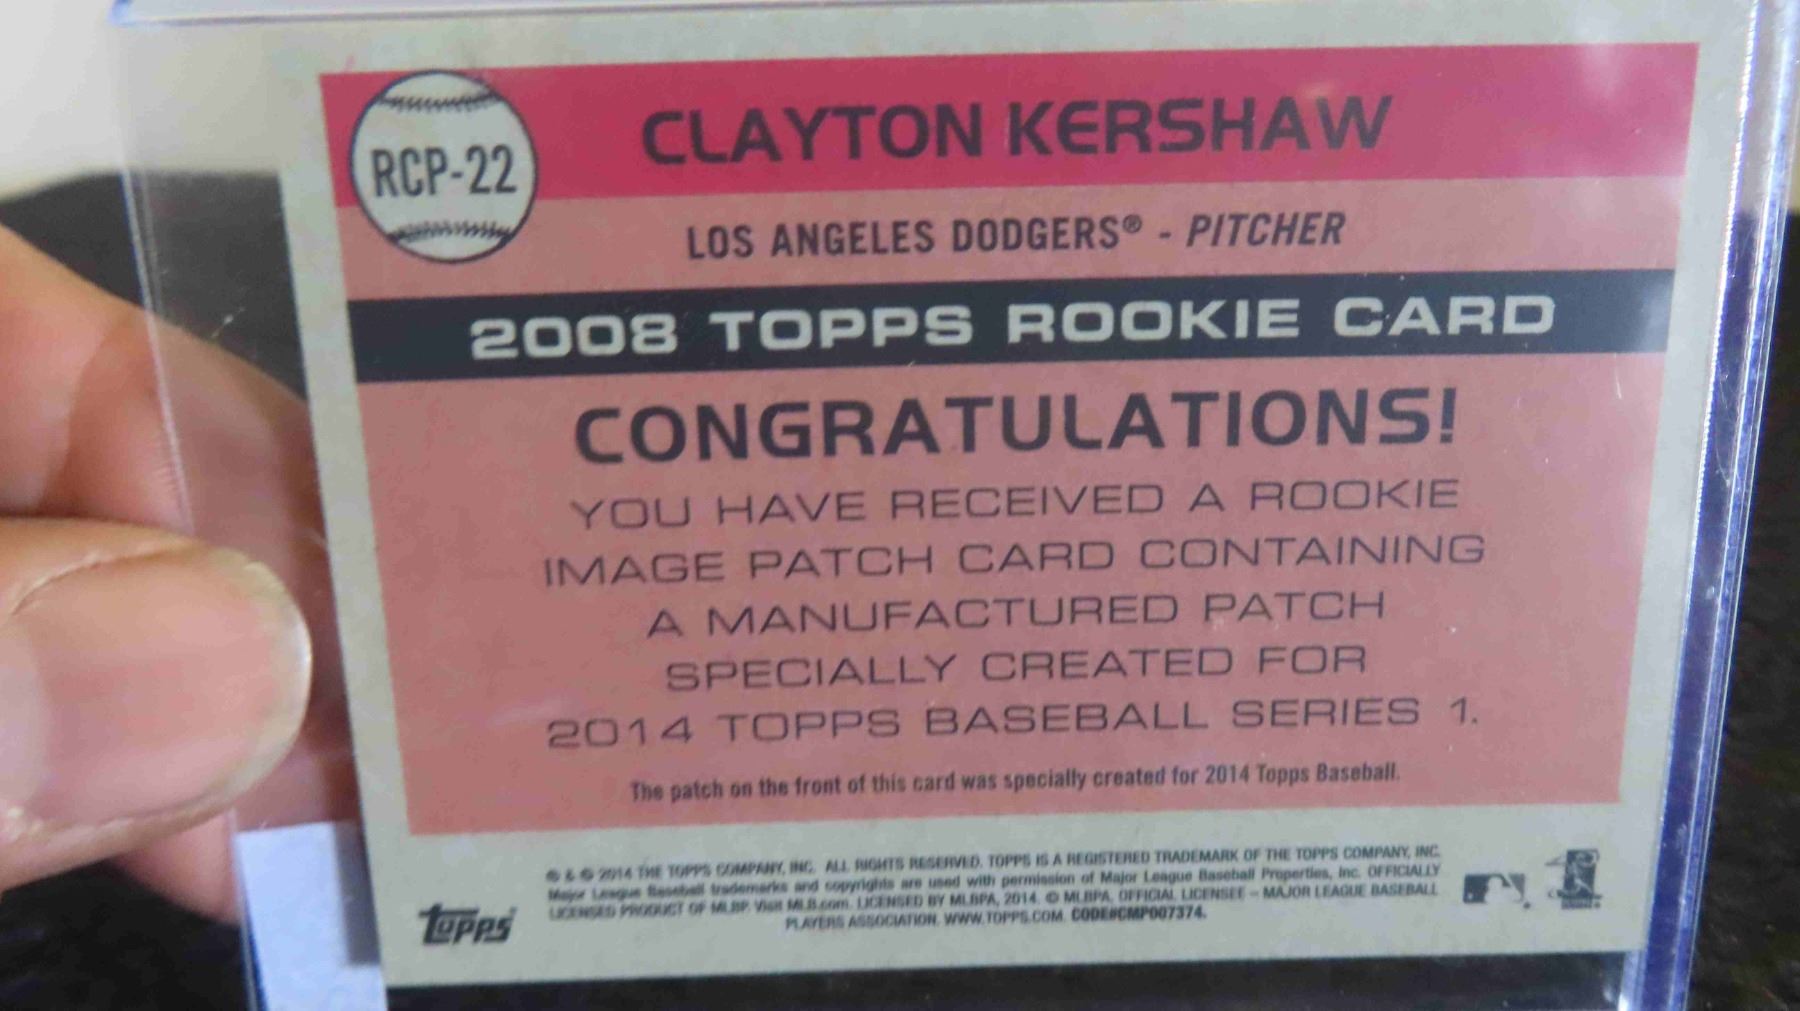 RCP-22
CLAYTON KERSHAW
LOS ANGELES DODGERS® - PITCHER
2008 TOPPS ROOKIE CARD
CONGRATULATIONS!
YOU HAVE RECEIVED A ROOKIE
IMAGE PATCH CARD CONTAINING
A MANUFACTURED PATCH
SPECIALLY CREATED FOR
2014 TOPPS BASEBALL SERIES 1.
The patch on the front of this card was specially created for 2014 Topps Baseball.
® & © 2014 THE TOPPS COMPANY, INC. ALL RIGHTS RESERVED. TOPPS IS A REGISTERED TRADEMARK OF THE TOPPS COMPANY, INC.
Major League Baseball trademarks and copyrights are used with permission of Major League Baseball Properties, Inc. OFFICIALLY
LICENSED PRODUCT OF MLBP. Visit MLB.com. LICENSED BY MLBPA, 2014. © MLBPA. OFFICIAL LICENSEE – MAJOR LEAGUE BASEBALL
PLAYERS ASSOCIATION. WWW.TOPPS.COM. CODE#CMP007374.
topps